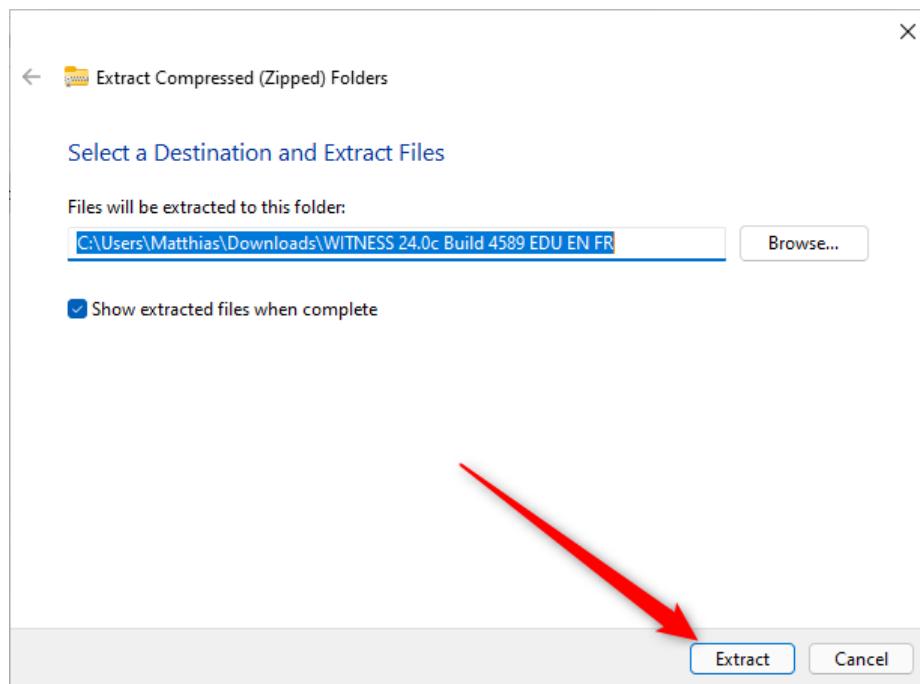 Extract Compressed (Zipped) Folders
Select a Destination and Extract Files
Files will be extracted to this folder:
C:\Users\Matthias\Downloads\WITNESS 24.0c Build 4589 EDU EN FR
Browse...
Show extracted files when complete
Extract
Cancel